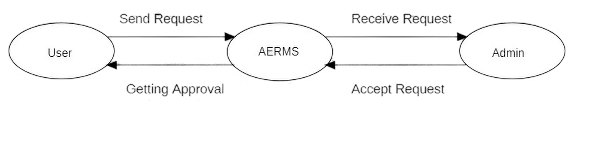 Send Request
Receive Request
User
AERMS
Admin
Getting Approval
Accept Request